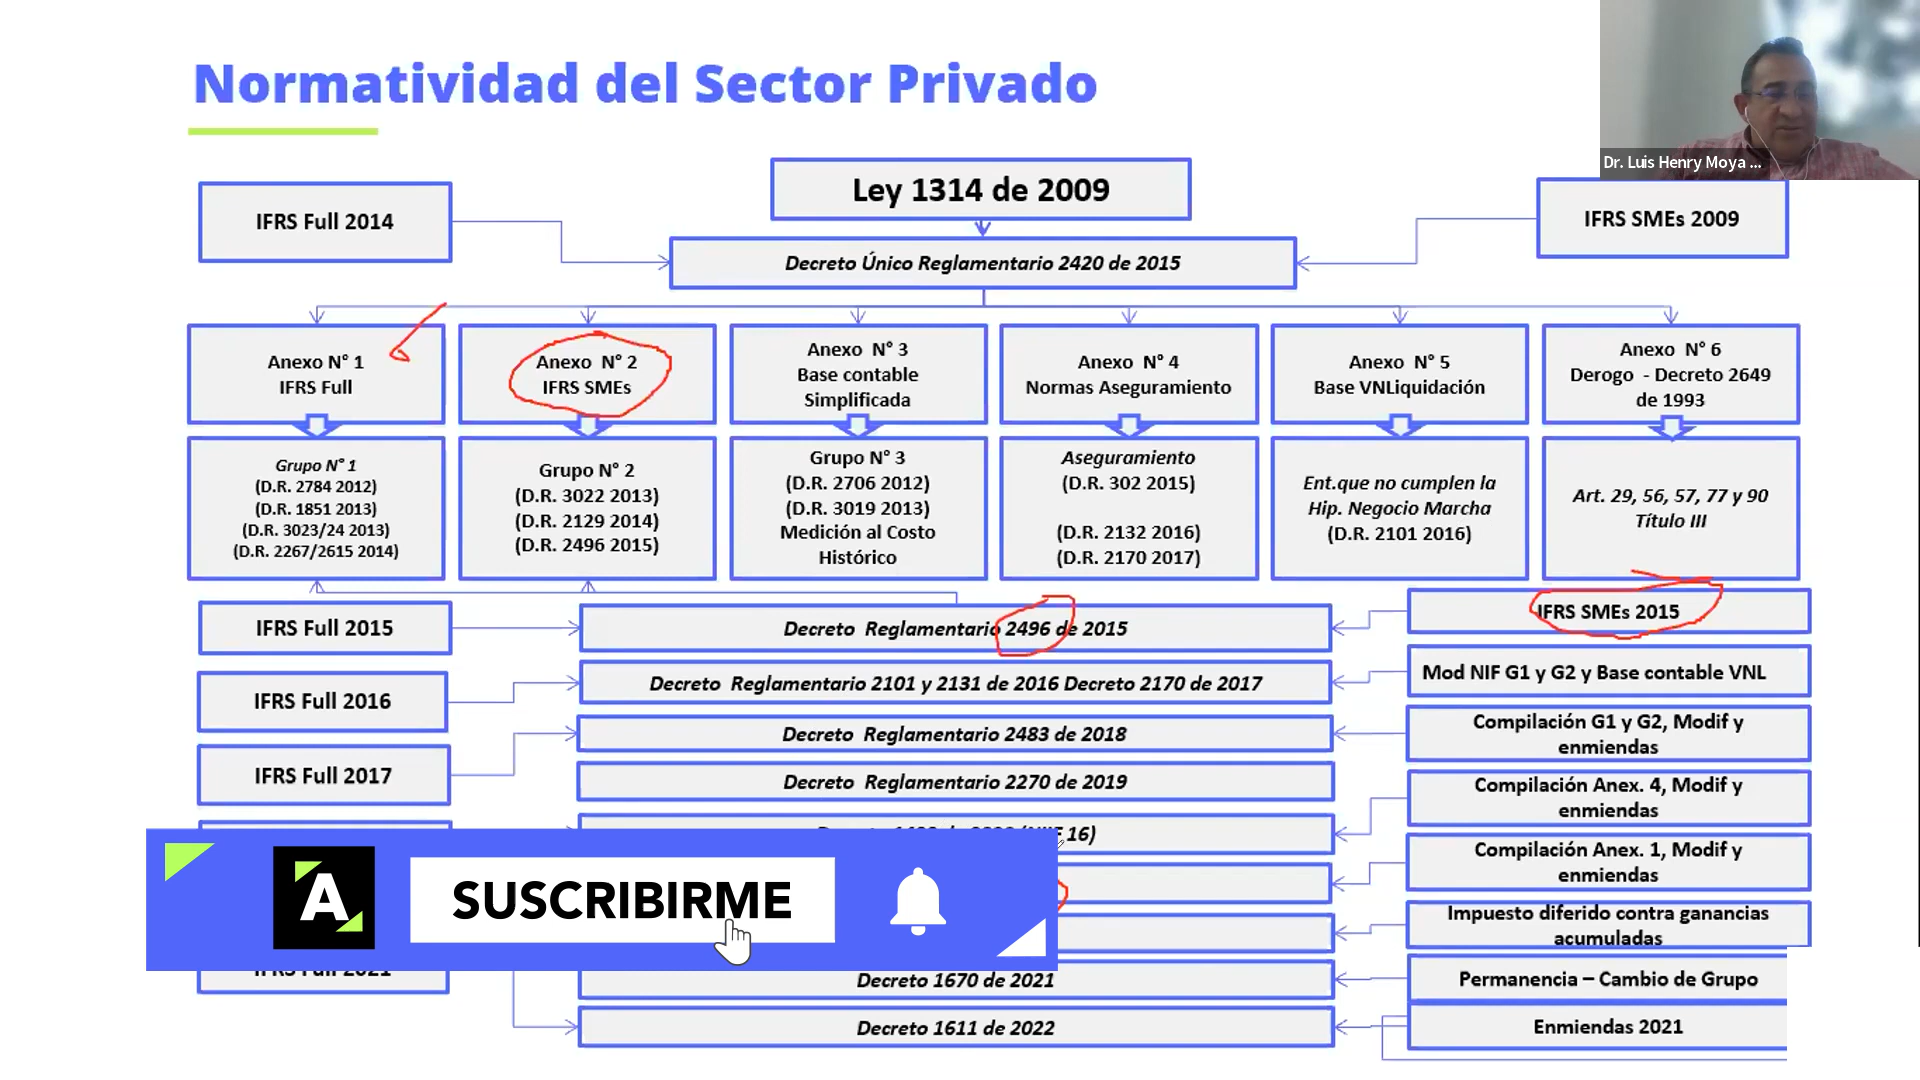 Normatividad del Sector Privado
Dr. Luis Henry Moya ...
Ley 1314 de 2009
IFRS Full 2014
IFRS SMEs 2009
Decreto Único Reglamentario 2420 de 2015
Anexo N° 1
IFRS Full
Anexo N° 2
IFRS SMEs
Anexo N° 3
Base contable
Simplificada
Anexo N° 4
Normas Aseguramiento
Anexo N° 5
Base VNLiquidación
Anexo N° 6
Derogo - Decreto 2649
de 1993
Grupo N° 1
(D.R. 2784 2012)
(D.R. 1851 2013)
(D.R. 3023/24 2013)
(D.R. 2267/2615 2014)
Grupo N° 2
(D.R. 3022 2013)
(D.R. 2129 2014)
(D.R. 2496 2015)
Grupo N° 3
(D.R. 2706 2012)
(D.R. 3019 2013)
Medición al Costo
Histórico
Aseguramiento
(D.R. 302 2015)
(D.R. 2132 2016)
(D.R. 2170 2017)
Ent.que no cumplen la
Hip. Negocio Marcha
(D.R. 2101 2016)
Art. 29, 56, 57, 77 y 90
Título III
IFRS Full 2015
Decreto Reglamentario 2496 de 2015
IFRS SMEs 2015
IFRS Full 2016
Decreto Reglamentario 2101 y 2131 de 2016 Decreto 2170 de 2017
Mod NIF G1 y G2 y Base contable VNL
IFRS Full 2017
Decreto Reglamentario 2483 de 2018
Compilación G1 y G2, Modif y
enmiendas
Decreto Reglamentario 2270 de 2019
Compilación Anex. 4, Modif y
enmiendas
16)
Compilación Anex. 1, Modif y
enmiendas
A
SUSCRIBIRME
Impuesto diferido contra ganancias
acumuladas
IFRS Full 2021
Decreto 1670 de 2021
Permanencia – Cambio de Grupo
Decreto 1611 de 2022
Enmiendas 2021